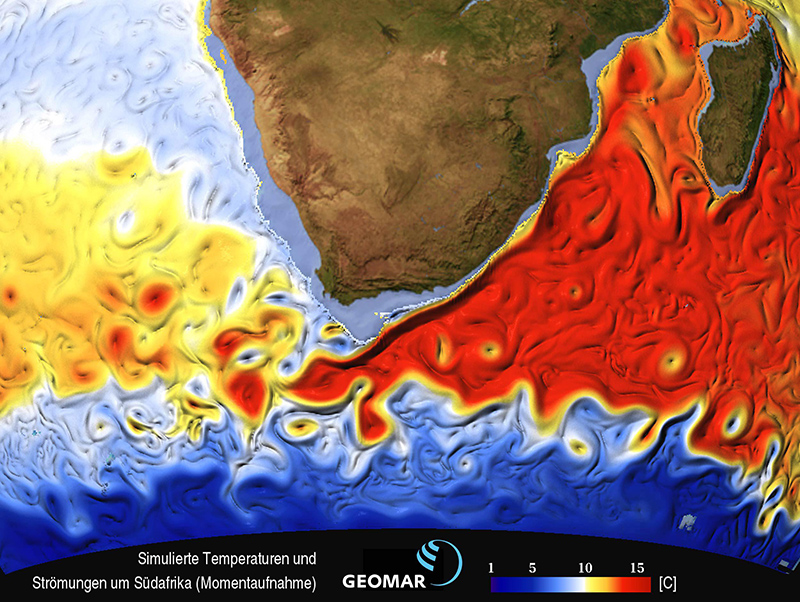 Simulierte Temperaturen und
Strömungen um Südafrika (Momentaufnahme)
GEOMAR
1 5 10 15 [C]